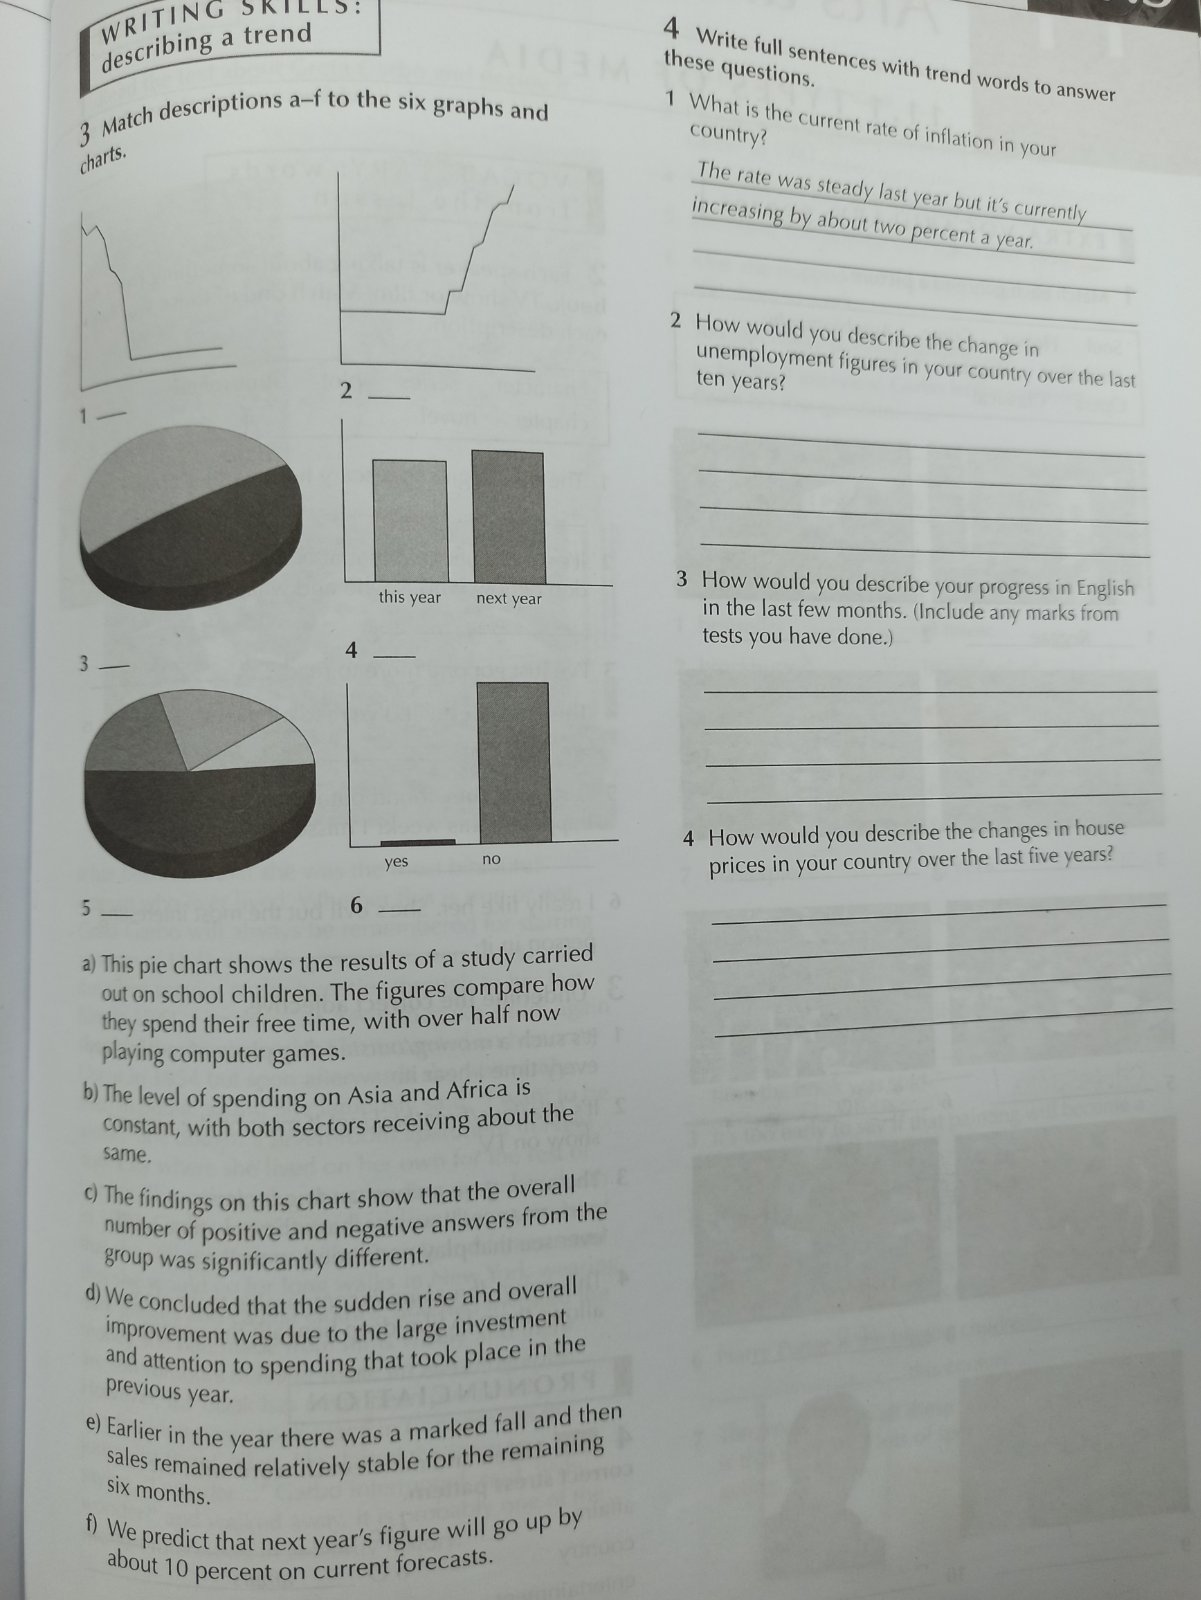 WRITING SKILLS:
describing a trend
3 Match descriptions a–f to the six graphs and
charts.
1
2
3
this year
next year
4
5
yes
no
6
a) This pie chart shows the results of a study carried
out on school children. The figures compare how
they spend their free time, with over half now
playing computer games.
b) The level of spending on Asia and Africa is
constant, with both sectors receiving about the
same.
c) The findings on this chart show that the overall
number of positive and negative answers from the
group was significantly different.
d) We concluded that the sudden rise and overall
improvement was due to the large investment
and attention to spending that took place in the
previous year.
e) Earlier in the year there was a marked fall and then
sales remained relatively stable for the remaining
six months.
f) We predict that next year's figure will go up by
about 10 percent on current forecasts.
4 Write full sentences with trend words to answer
these questions.
1 What is the current rate of inflation in your
country?
The rate was steady last year but it's currently
increasing by about two percent a year.
2 How would you describe the change in
unemployment figures in your country over the last
ten years?
3 How would you describe your progress in English
in the last few months. (Include any marks from
tests you have done.)
4 How would you describe the changes in house
prices in your country over the last five years?